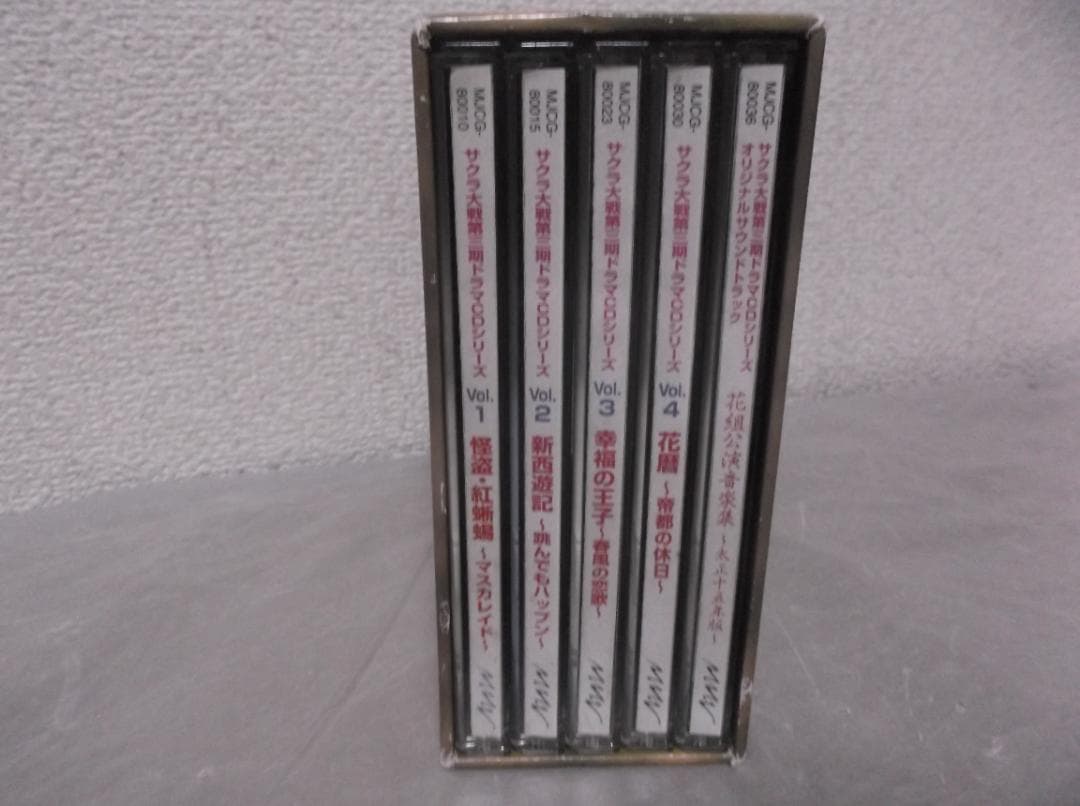 MJCG-
80010
サクラ大戦第三期ドラマCDシリーズ
Vol.
1
怪盗・紅蜥蜴
~マスカレイド~
MJCG-
80015
サクラ大戦第三期ドラマCDシリーズ
Vol.
2
新西遊記
~跳んでもハップン~
MJCG-
80023
サクラ大戦第三期ドラマCDシリーズ
Vol.
3
幸福の王子~春風の恋歌~
MJCG-
80030
サクラ大戦第三期ドラマCDシリーズ
Vol.
4
花暦
~帝都の休日~
MJCG-
80036
サクラ大戦第三期ドラマCDシリーズ
オリジナルサウンドトラック
花組公演音楽集
~太正十五年版~